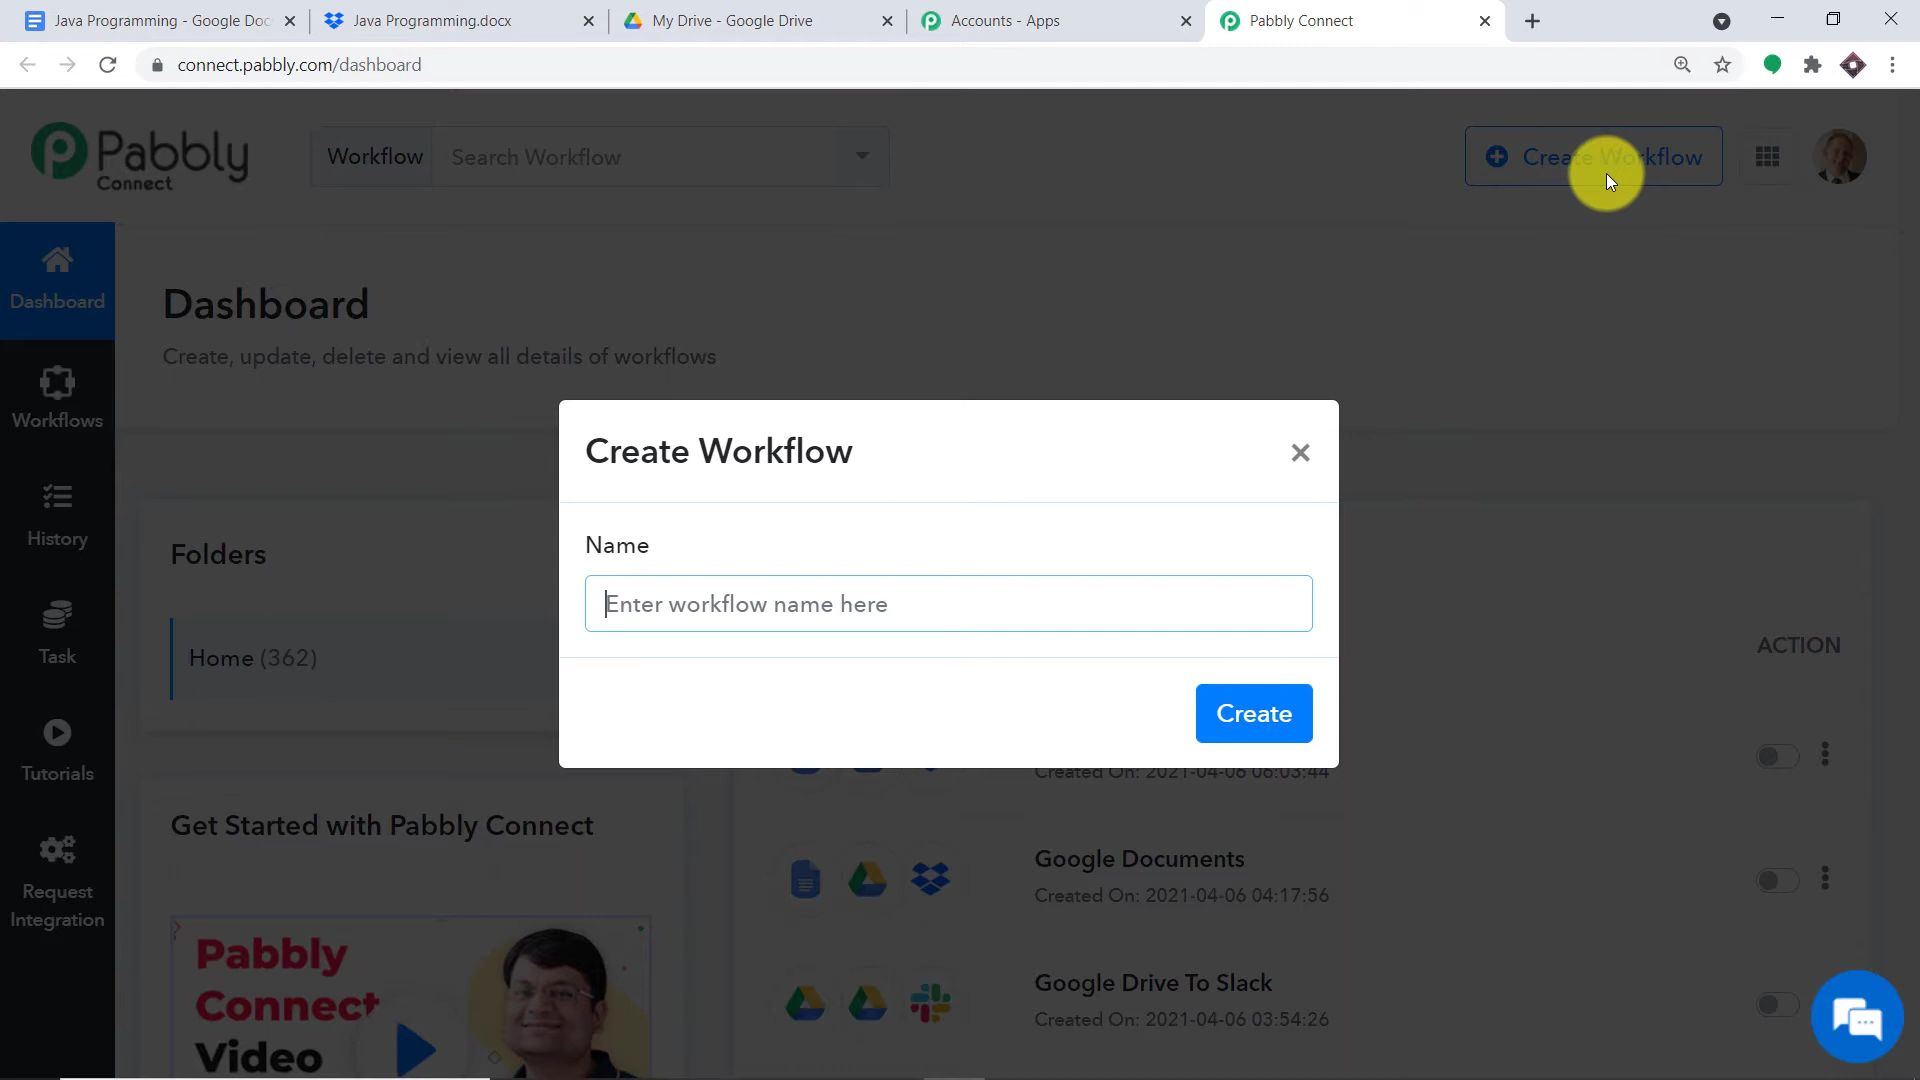 Java Programming - Google Doc
Java Programming.docx
My Drive - Google Drive
Accounts - Apps
Pabbly Connect
connect.pabbly.com/dashboard
Pabbly
Connect
Workflow
Search Workflow
Create Workflow
Dashboard
Dashboard
Create, update, delete and view all details of workflows
Workflows
Create Workflow
Name
Enter workflow name here
Create
History
Folders
Home (362)
ACTION
Task
Tutorials
Created On: 2021-04-06 06:03:44
Get Started with Pabbly Connect
Google Documents
Created On: 2021-04-06 04:17:56
Request
Integration
Pabbly
Connect
Video
Google Drive To Slack
Created On: 2021-04-06 03:54:26